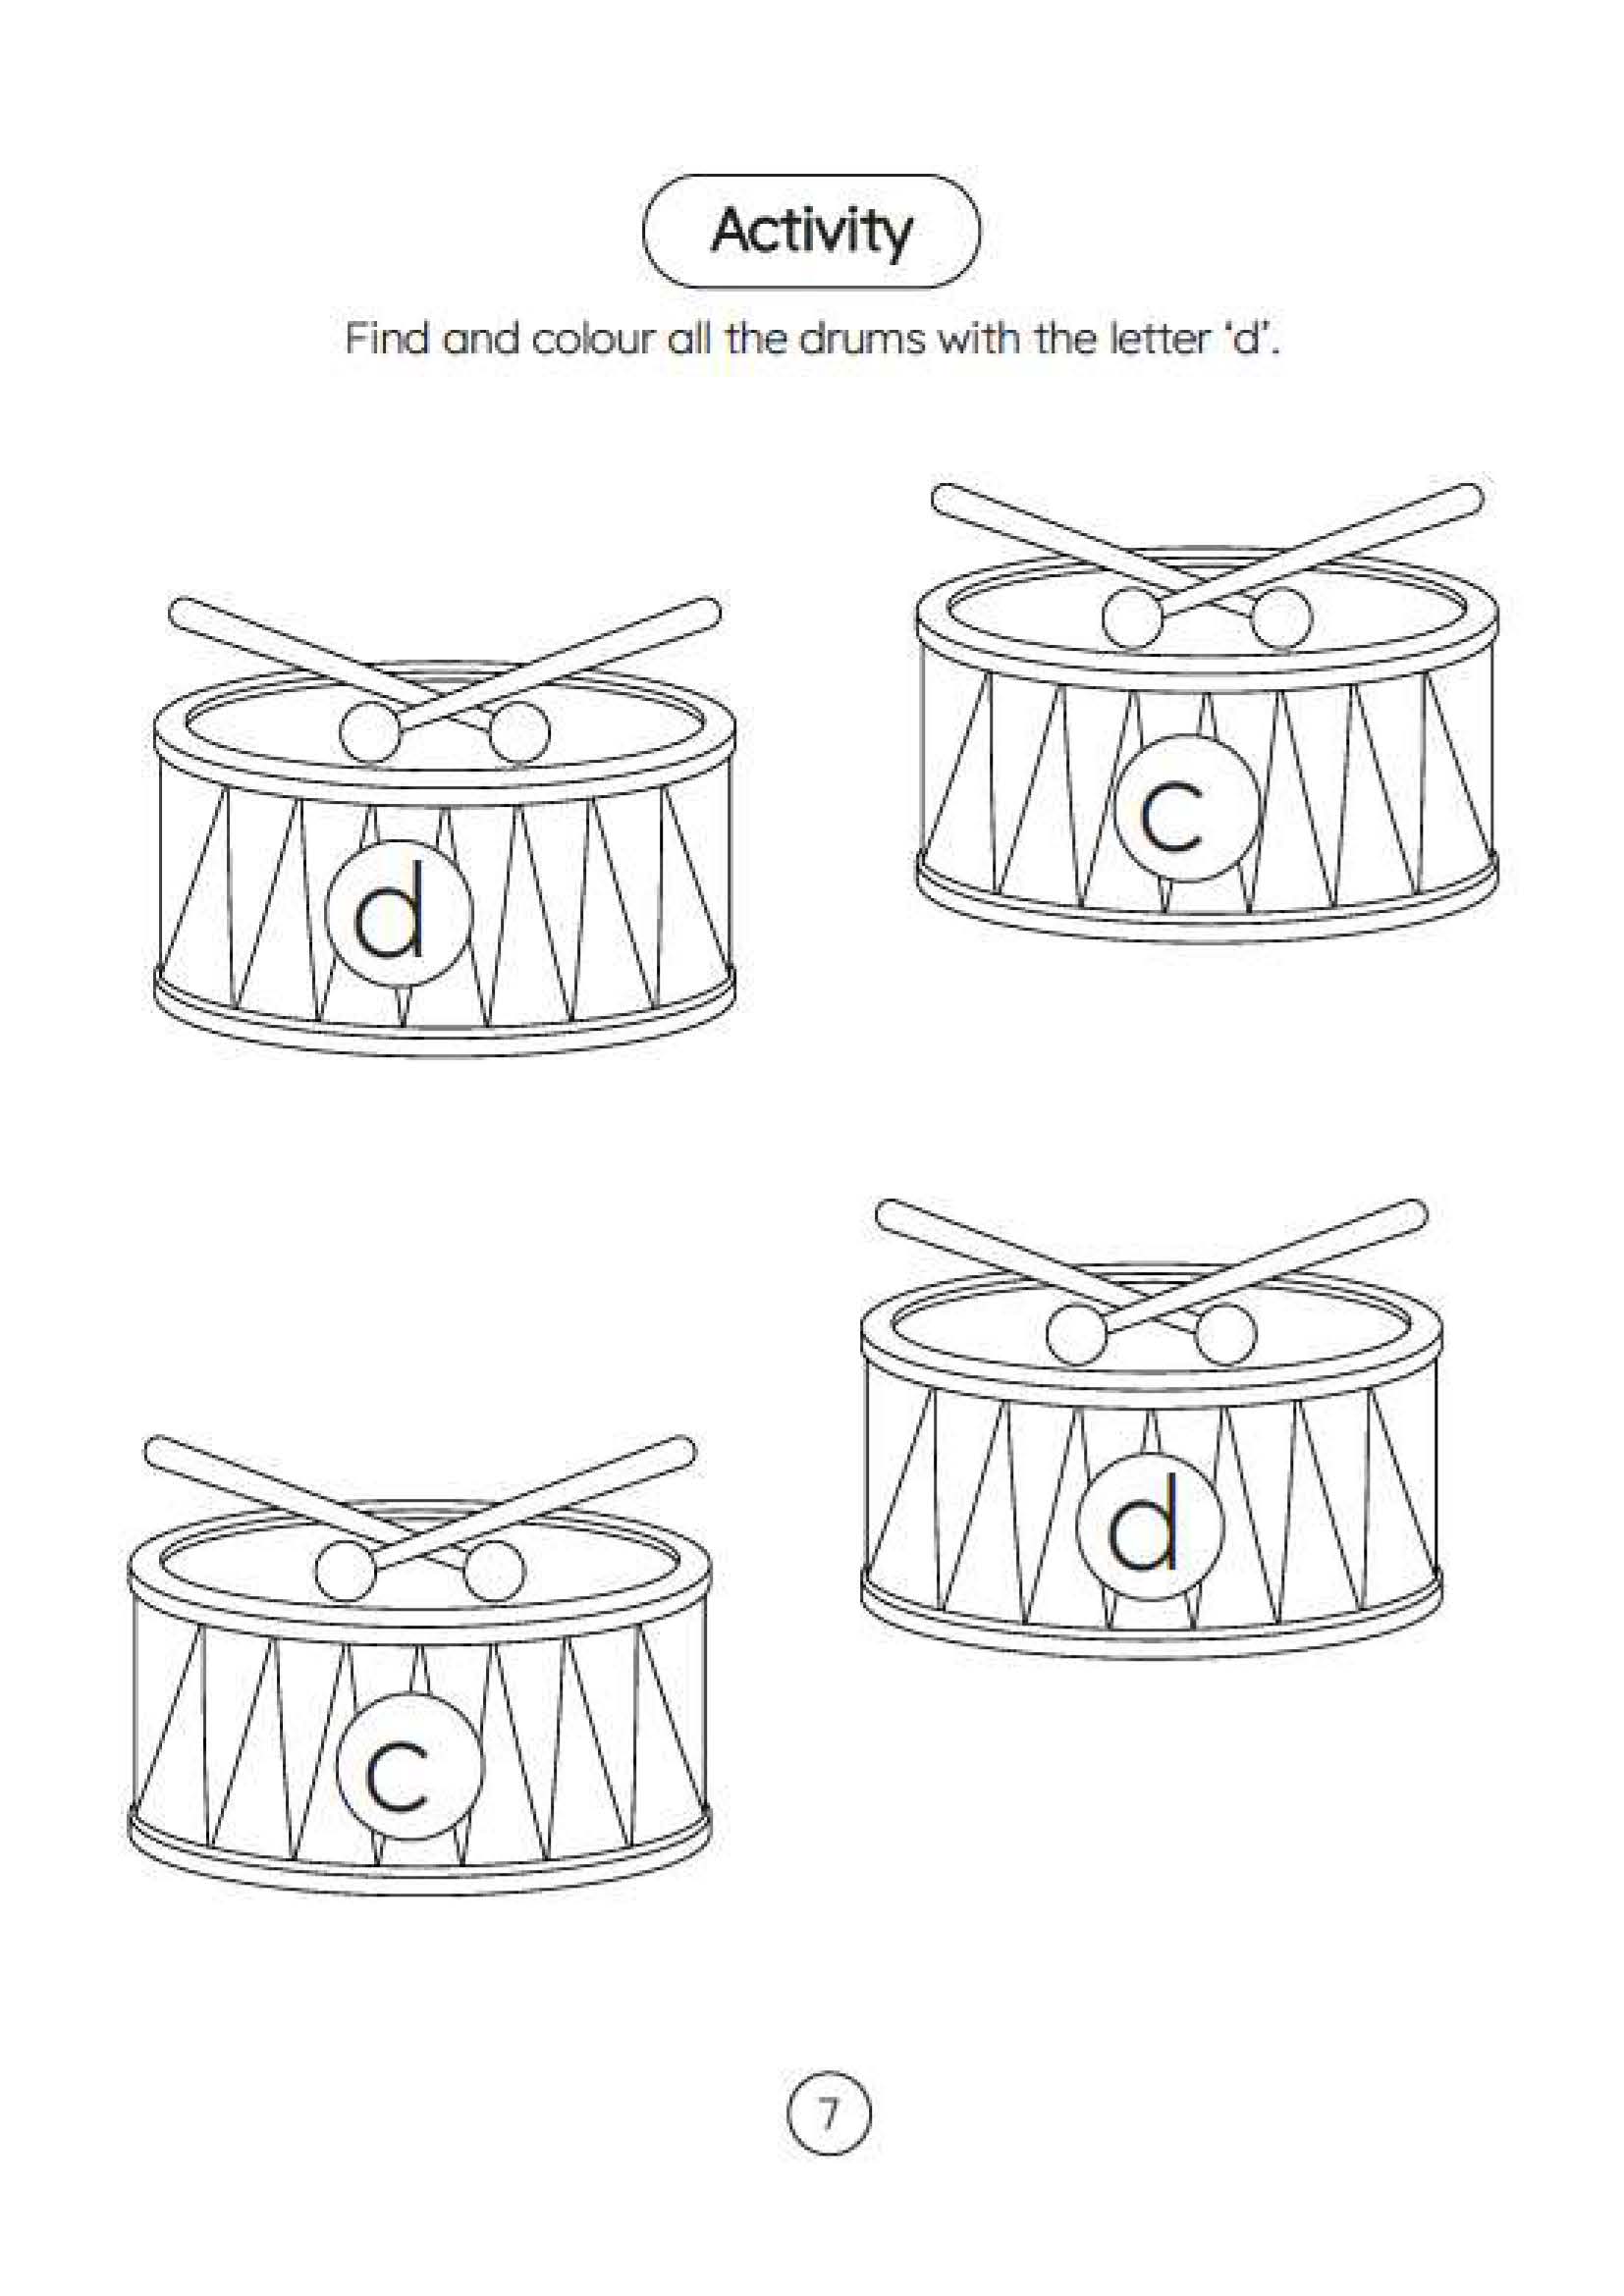 Activity
Find and colour all the drums with the letter ‘d’.
c
d
d
c
7